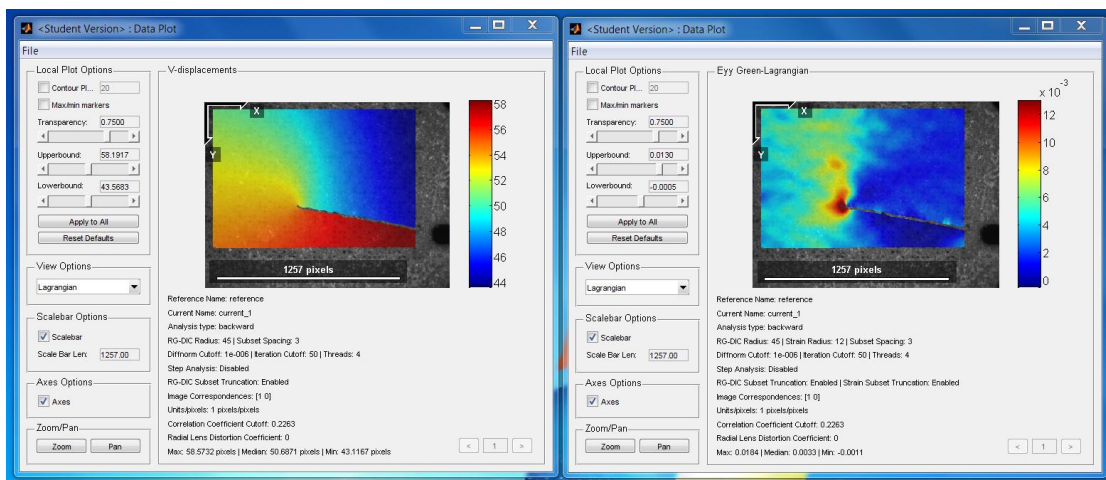 <Student Version> : Data Plot
File
Local Plot Options
Contour Pl... 20
Max/min markers
Transparency: 0.7500
Upperbound: 58.1917
Lowerbound: 43.5683
Apply to All
Reset Defaults
View Options
Lagrangian
Scalebar Options
Scalebar
Scale Bar Len: 1257.00
Axes Options
Axes
Zoom/Pan
Zoom Pan
V-displacements
X
Y
1257 pixels
58
56
54
52
50
48
46
44
Reference Name: reference
Current Name: current_1
Analysis type: backward
RG-DIC Radius: 45 | Subset Spacing: 3
Diffnorm Cutoff: 1e-006 | Iteration Cutoff: 50 | Threads: 4
Step Analysis: Disabled
RG-DIC Subset Truncation: Enabled
Image Correspondences: [1 0]
Units/pixels: 1 pixels/pixels
Correlation Coefficient Cutoff: 0.2263
Radial Lens Distortion Coefficient: 0
Max: 58.5732 pixels | Median: 50.6871 pixels | Min: 43.1167 pixels
< 1 >
<Student Version> : Data Plot
File
Local Plot Options
Contour Pl... 20
Max/min markers
Transparency: 0.7500
Upperbound: 0.0130
Lowerbound: -0.0005
Apply to All
Reset Defaults
View Options
Lagrangian
Scalebar Options
Scalebar
Scale Bar Len: 1257.00
Axes Options
Axes
Zoom/Pan
Zoom Pan
Eyy Green-Lagrangian
X
Y
1257 pixels
x 10^-3
12
10
8
6
4
2
0
Reference Name: reference
Current Name: current_1
Analysis type: backward
RG-DIC Radius: 45 | Strain Radius: 12 | Subset Spacing: 3
Diffnorm Cutoff: 1e-006 | Iteration Cutoff: 50 | Threads: 4
Step Analysis: Disabled
RG-DIC Subset Truncation: Enabled | Strain Subset Truncation: Enabled
Image Correspondences: [1 0]
Units/pixels: 1 pixels/pixels
Correlation Coefficient Cutoff: 0.2263
Radial Lens Distortion Coefficient: 0
Max: 0.0184 | Median: 0.0033 | Min: -0.0011
< 1 >